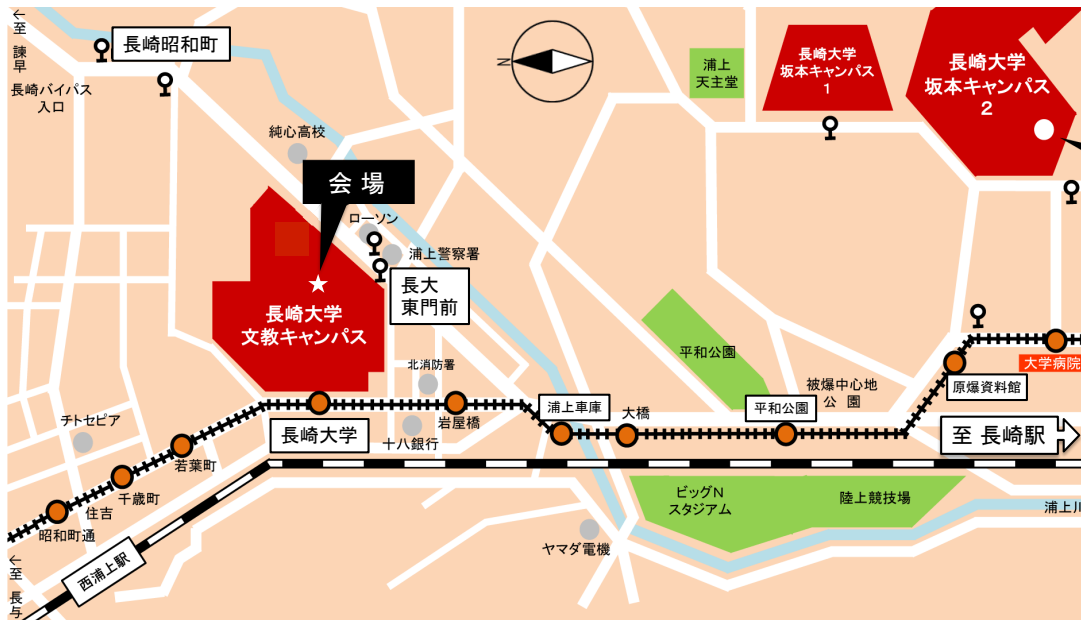 ←至 諫早
長崎昭和町
長崎バイパス
入口
N
浦上
天主堂
長崎大学
坂本キャンパス
1
長崎大学
坂本キャンパス
2
純心高校
会場
ローソン
浦上警察署
長大
東門前
長崎大学
文教キャンパス
平和公園
北消防署
被爆中心地
公園
大学病院
原爆資料館
チトセピア
長崎大学
十八銀行
岩屋橋
浦上車庫
大橋
平和公園
至 長崎駅
若葉町
千歳町
住吉
昭和町通
ビッグN
スタジアム
陸上競技場
浦上川
ヤマダ電機
西浦上駅
←至 長与